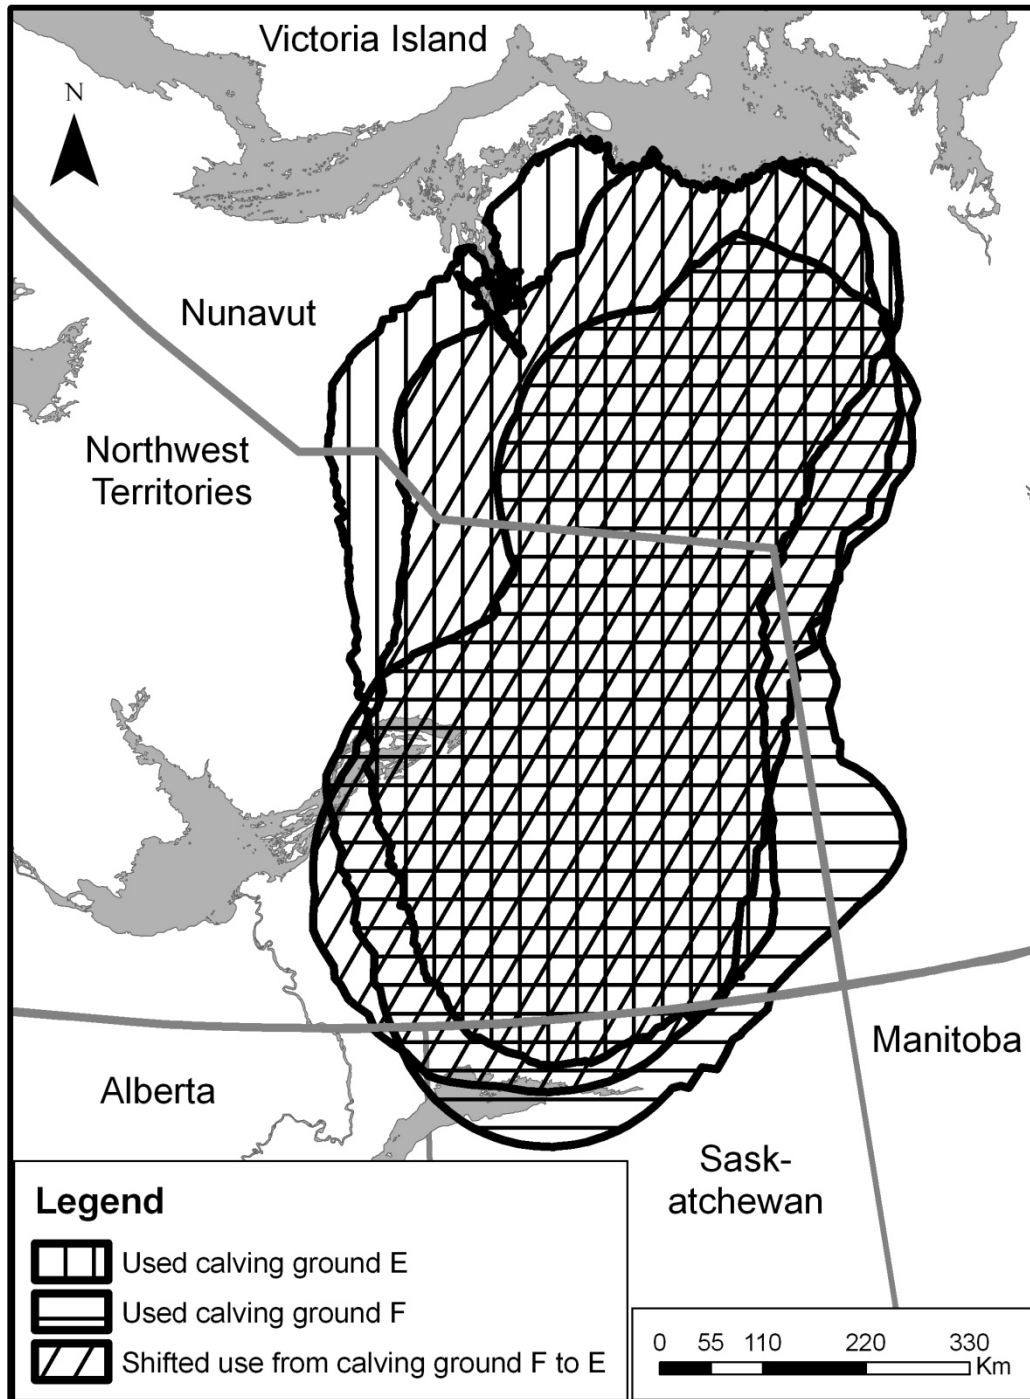 Victoria Island
N
Nunavut
Northwest
Territories
Manitoba
Alberta
Sask-
atchewan
Legend
Used calving ground E
Used calving ground F
Shifted use from calving ground F to E
0 55 110 220 330
Km